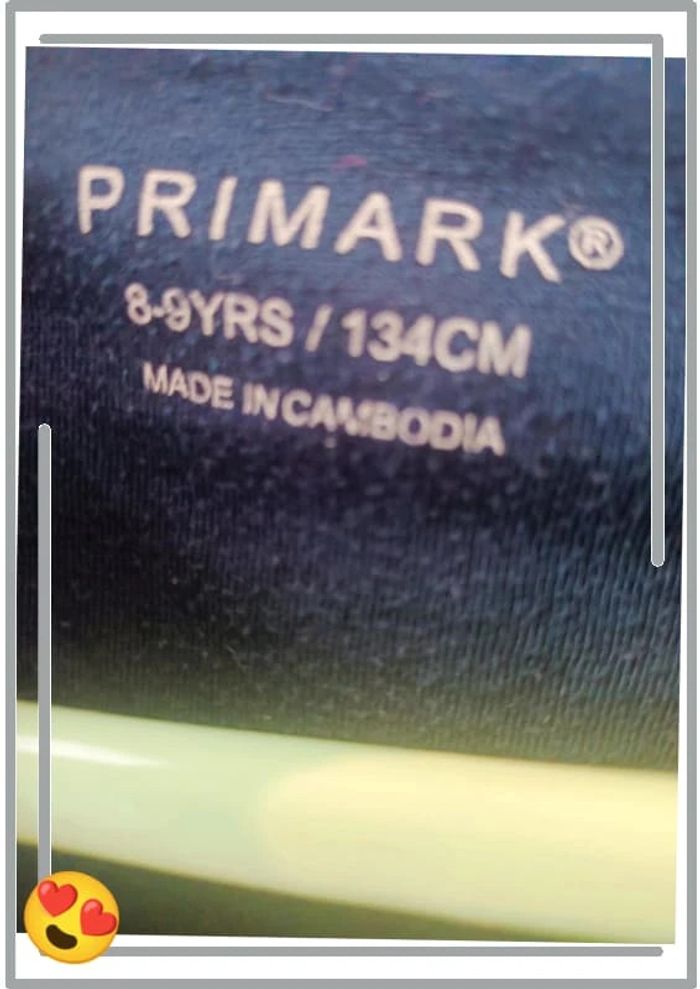 PRIMARK®
8-9YRS / 134CM
MADE IN CAMBODIA